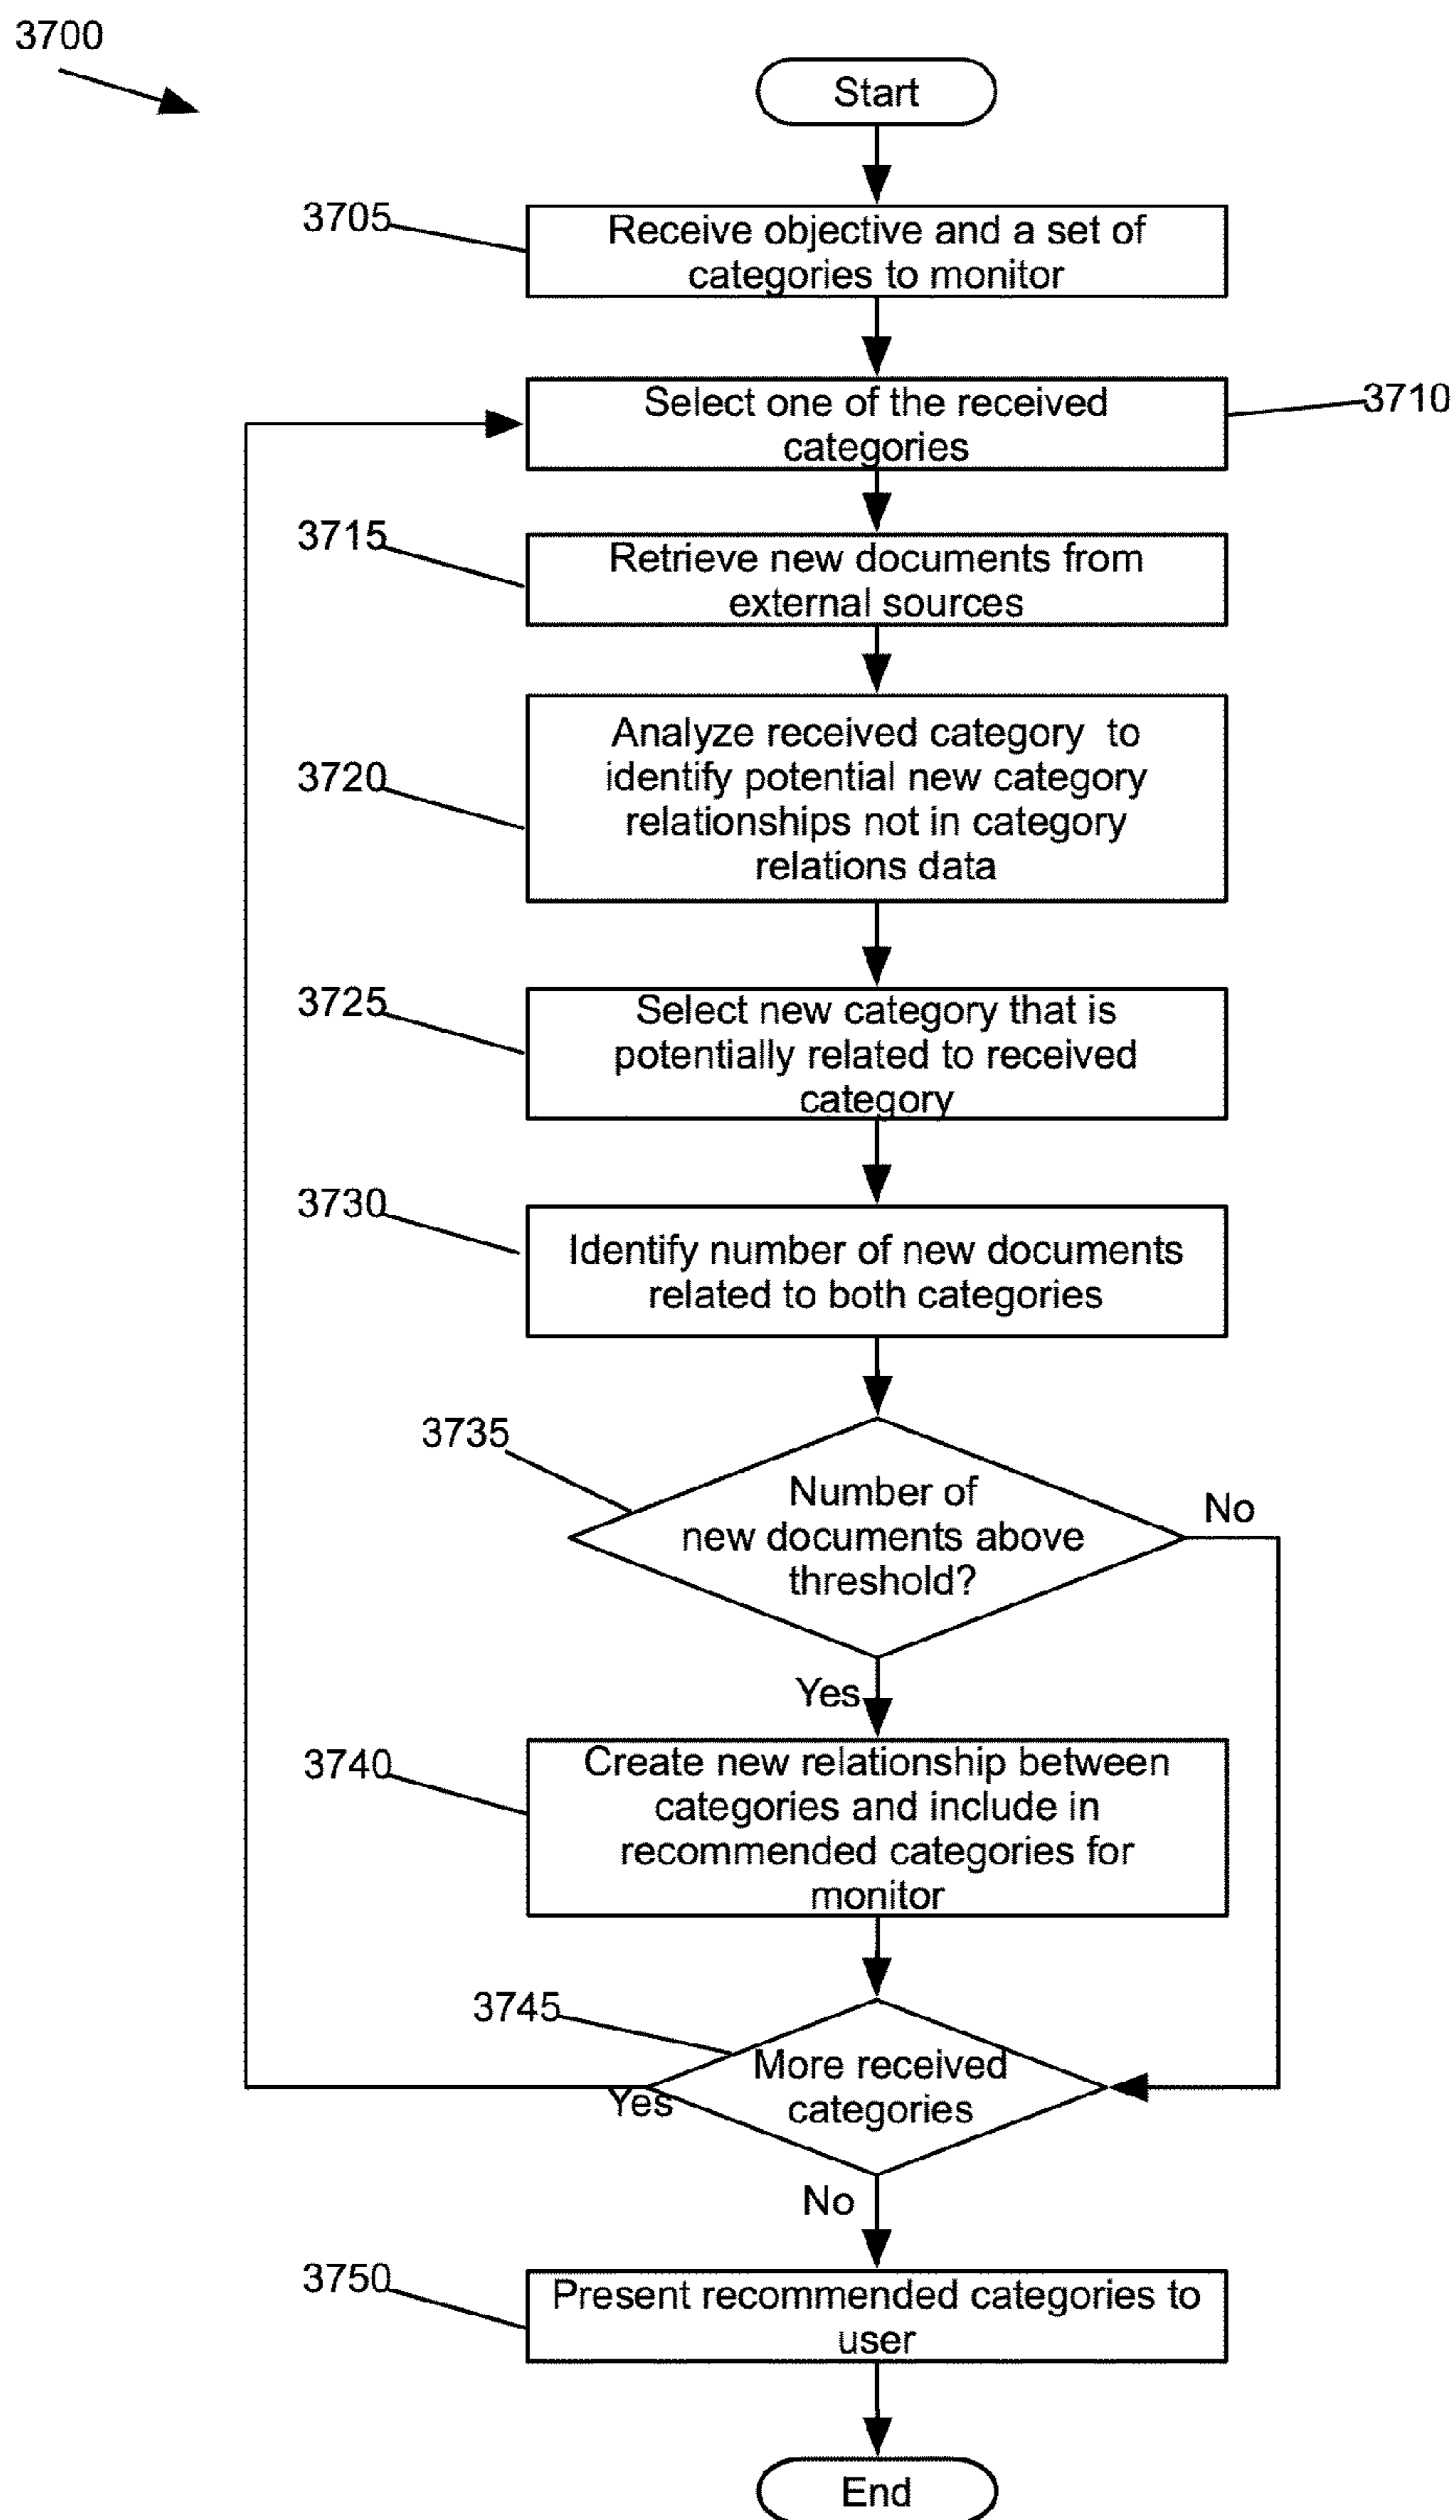 3700
Start
3705
Receive objective and a set of
categories to monitor
Select one of the received
categories
3710
3715
Retrieve new documents from
external sources
3720
Analyze received category to
identify potential new category
relationships not in category
relations data
3725
Select new category that is
potentially related to received
category
3730
Identify number of new documents
related to both categories
3735
Number of
new documents above
threshold?
No
Yes
3740
Create new relationship between
categories and include in
recommended categories for
monitor
3745
More received
categories
Yes
No
3750
Present recommended categories to
user
End